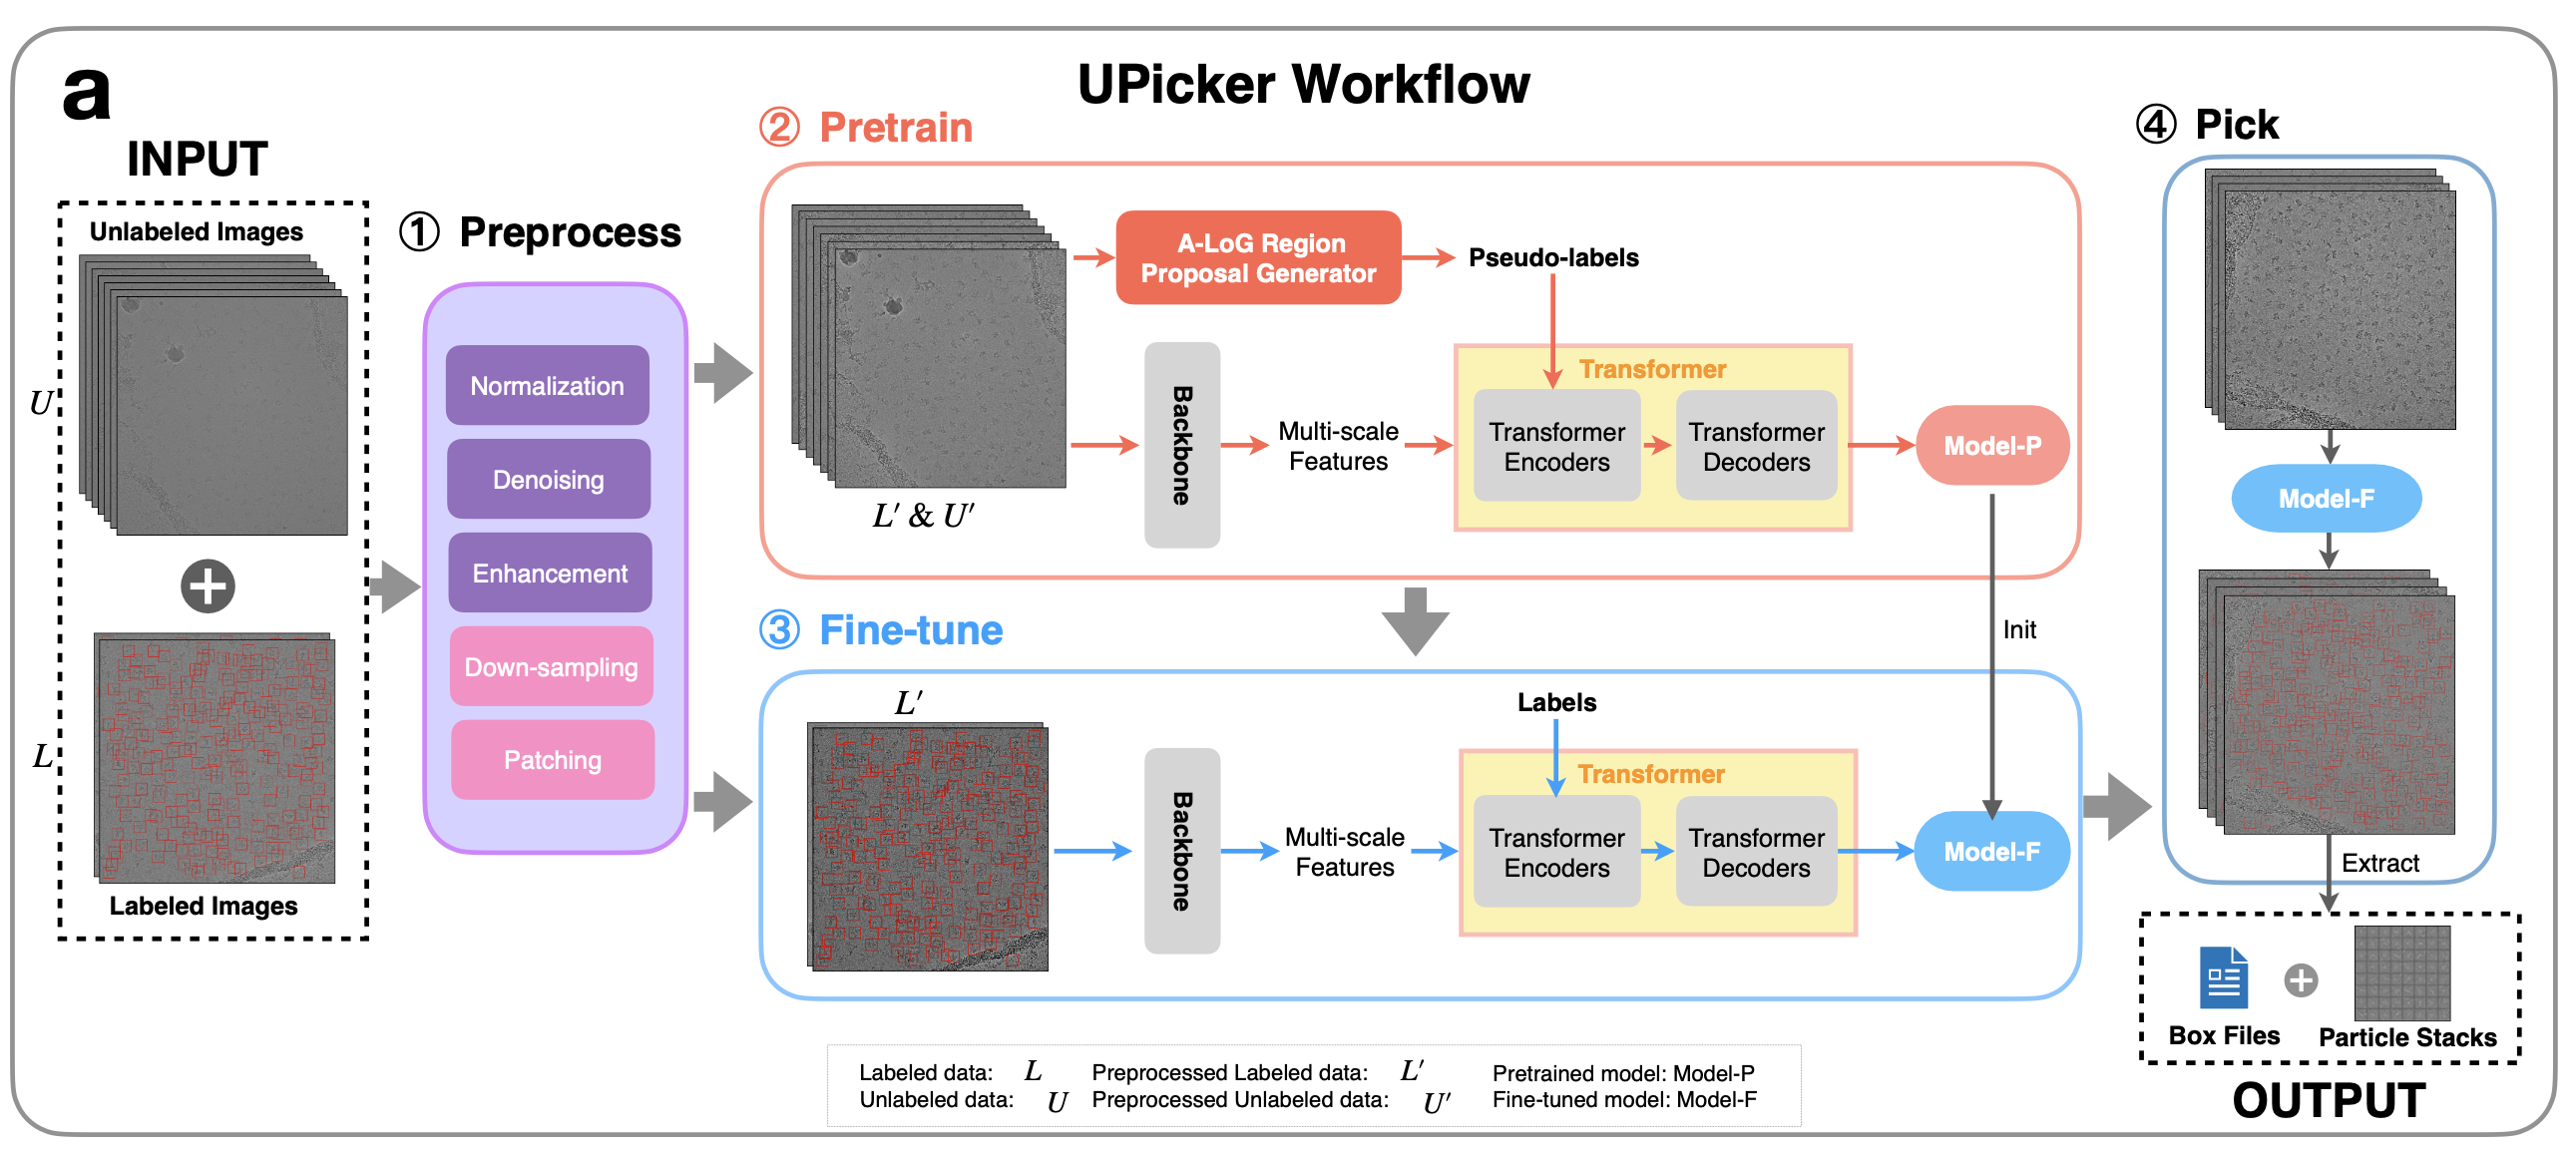 a
UPicker Workflow
INPUT
Unlabeled Images
U
L
Labeled Images
① Preprocess
Normalization
Denoising
Enhancement
Down-sampling
Patching
② Pretrain
L′ & U′
A-LoG Region
Proposal Generator
Pseudo-labels
Backbone
Multi-scale
Features
Transformer
Transformer
Encoders
Transformer
Decoders
Model-P
Init
③ Fine-tune
L′
Labels
Backbone
Multi-scale
Features
Transformer
Transformer
Encoders
Transformer
Decoders
Model-F
④ Pick
Model-F
Extract
Box Files
Particle Stacks
OUTPUT
Labeled data: L Preprocessed Labeled data: L′ Pretrained model: Model-P
Unlabeled data: U Preprocessed Unlabeled data: U′ Fine-tuned model: Model-F